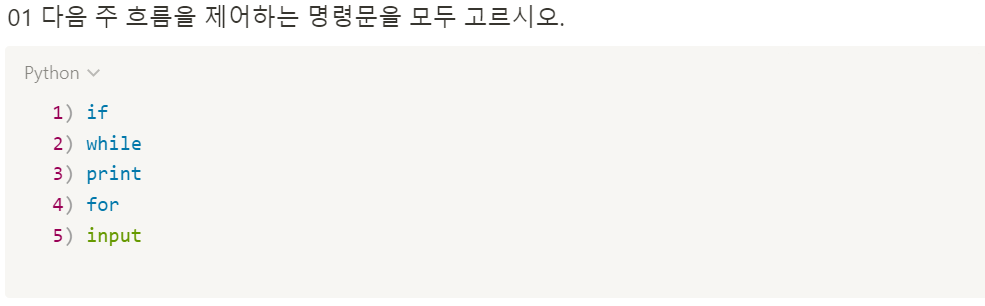 01 다음 주 흐름을 제어하는 명령문을 모두 고르시오.
Python
1) if
2) while
3) print
4) for
5) input